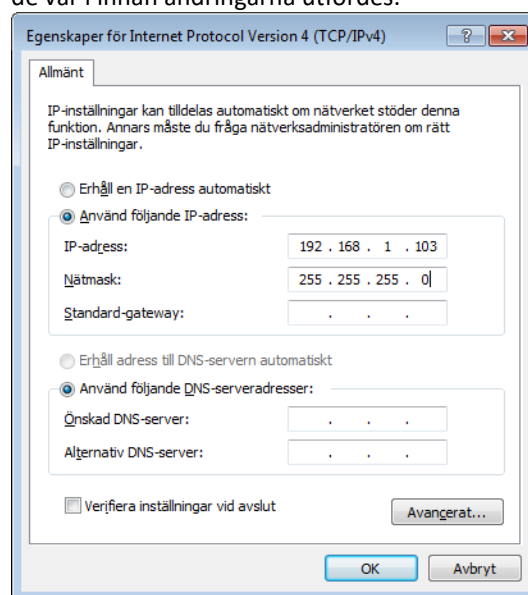 de var i innan ändringarna utfördes.
Egenskaper för Internet Protocol Version 4 (TCP/IPv4)
Allmänt
IP-inställningar kan tilldelas automatiskt om nätverket stöder denna
funktion. Annars måste du fråga nätverksadministratören om rätt
IP-inställningar.
Erhåll en IP-adress automatiskt
Använd följande IP-adress:
IP-adress: 192 . 168 . 1 . 103
Nätmask: 255 . 255 . 255 . 0
Standard-gateway: . . .
Erhåll adress till DNS-servern automatiskt
Använd följande DNS-serveradresser:
Önskad DNS-server: . . .
Alternativ DNS-server: . . .
Verifiera inställningar vid avslut
Avancerat...
OK Avbryt